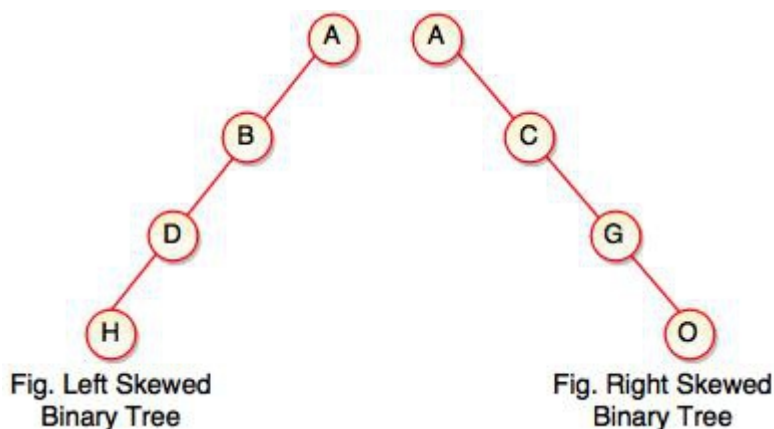 A A
B C
D G
H O
Fig. Left Skewed
Binary Tree
Fig. Right Skewed
Binary Tree